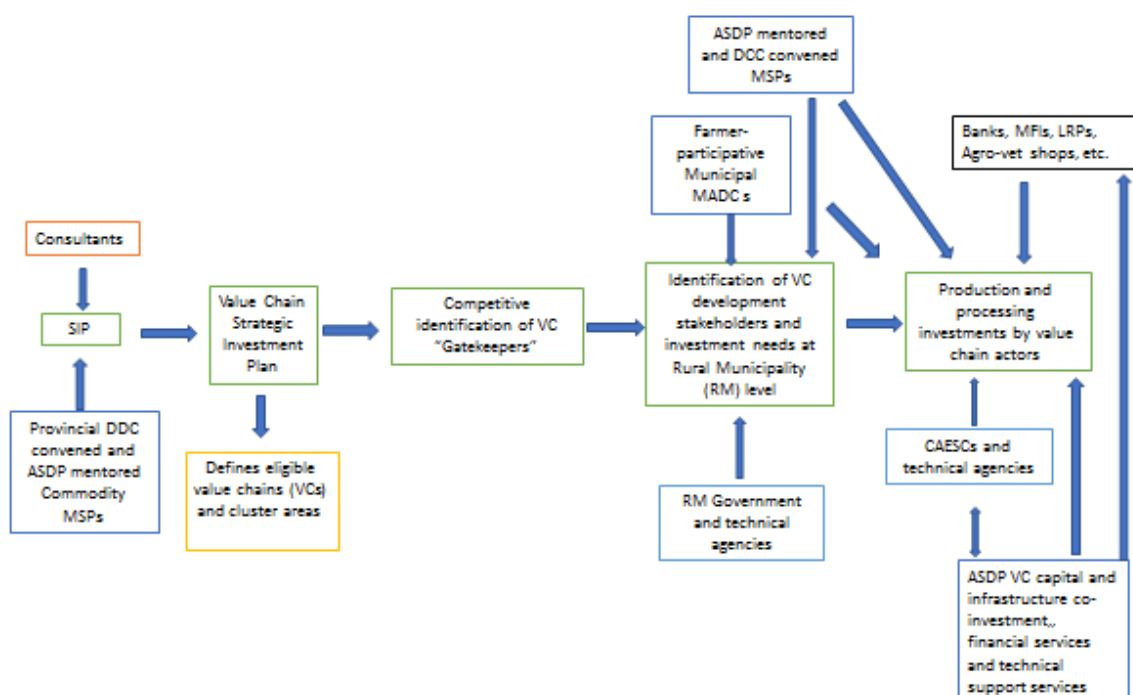 ASDP mentored
and DCC convened
MSPs
Farmer-
participative
Municipal
MADC s
Banks, MFIs, LRPs,
Agro-vet shops, etc.
Consultants
SIP
Provincial DDC
convened and
ASDP mentored
Commodity
MSPs
Value Chain
Strategic
Investment
Plan
Defines eligible
value chains (VCs)
and cluster areas
Competitive
identification of VC
“Gatekeepers”
Identification of VC
development
stakeholders and
investment needs at
Rural Municipality
(RM) level
RM Government
and technical
agencies
Production and
processing
investments by value
chain actors
CAESCs and
technical agencies
ASDP VC capital and
infrastructure co-
investment,,
financial services
and technical
support services